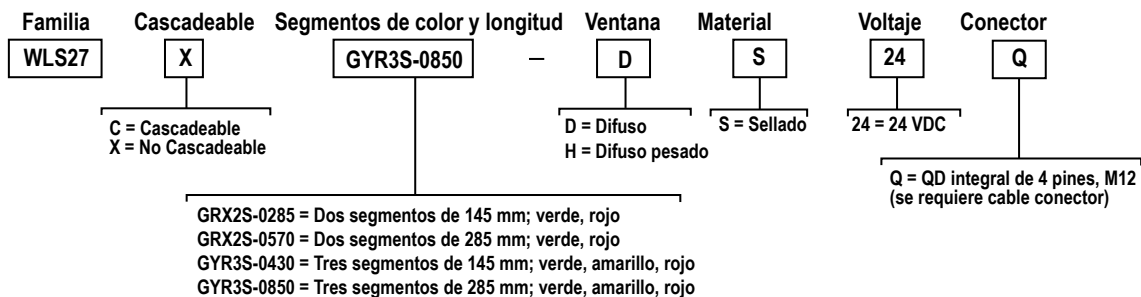 Familia Cascadeable Segmentos de color y longitud Ventana Material Voltaje Conector
WLS27 X GYR3S-0850 – D S 24 Q
C = Cascadeable
X = No Cascadeable
D = Difuso
H = Difuso pesado
S = Sellado
24 = 24 VDC
Q = QD integral de 4 pines, M12
(se requiere cable conector)
GRX2S-0285 = Dos segmentos de 145 mm; verde, rojo
GRX2S-0570 = Dos segmentos de 285 mm; verde, rojo
GYR3S-0430 = Tres segmentos de 145 mm; verde, amarillo, rojo
GYR3S-0850 = Tres segmentos de 285 mm; verde, amarillo, rojo